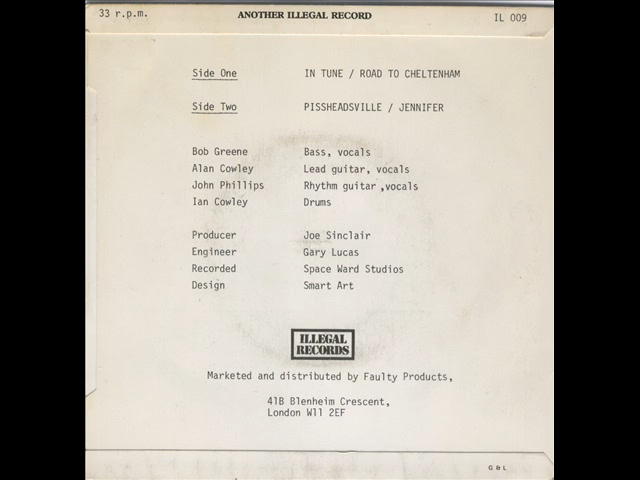 33 r.p.m. ANOTHER ILLEGAL RECORD IL 009
Side One IN TUNE / ROAD TO CHELTENHAM
Side Two PISSHEADSVILLE / JENNIFER
Bob Greene Bass, vocals
Alan Cowley Lead guitar, vocals
John Phillips Rhythm guitar ,vocals
Ian Cowley Drums
Producer Joe Sinclair
Engineer Gary Lucas
Recorded Space Ward Studios
Design Smart Art
ILLEGAL
RECORDS
Marketed and distributed by Faulty Products,
41B Blenheim Crescent,
London W11 2EF
G & L